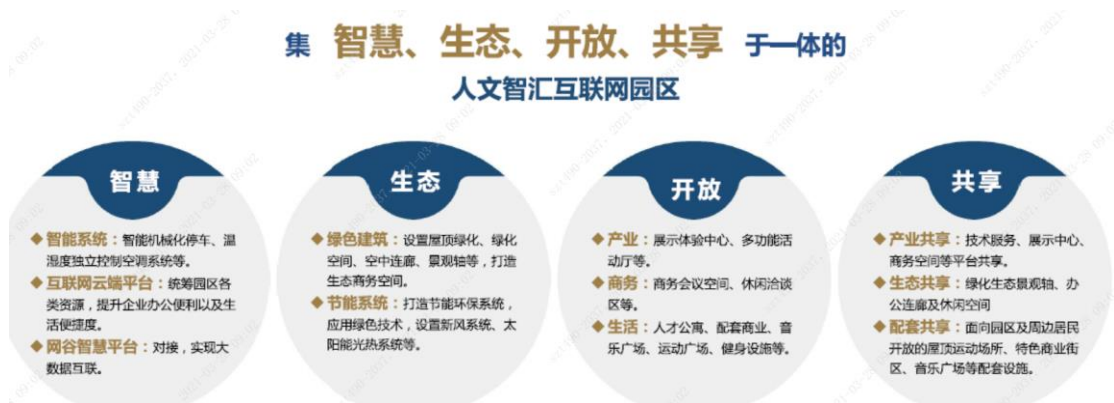 集 智慧、生态、开放、共享 于一体的
人文智汇互联网园区
智慧
◆智能系统：智能机械化停车、温
湿度独立控制空调系统等。
◆互联网云端平台：统筹园区各
类资源，提升企业办公便利以及生
活便捷度。
◆网谷智慧平台：对接，实现大
数据互联。
生态
◆绿色建筑：设置屋顶绿化、绿化
空间、空中连廊、景观轴等，打造
生态商务空间。
◆节能系统：打造节能环保系统，
应用绿色技术，设置新风系统、太
阳能光热系统等。
开放
◆产业：展示体验中心、多功能活
动厅等。
◆商务：商务会议空间、休闲洽谈
区等。
◆生活：人才公寓、配套商业、音
乐广场、运动广场、健身设施等。
共享
◆产业共享：技术服务、展示中心、
商务空间等平台共享。
◆生态共享：绿化生态景观轴、办
公连廊及休闲空间
◆配套共享：面向园区及周边居民
开放的屋顶运动场所、特色商业街
区、音乐广场等配套设施。